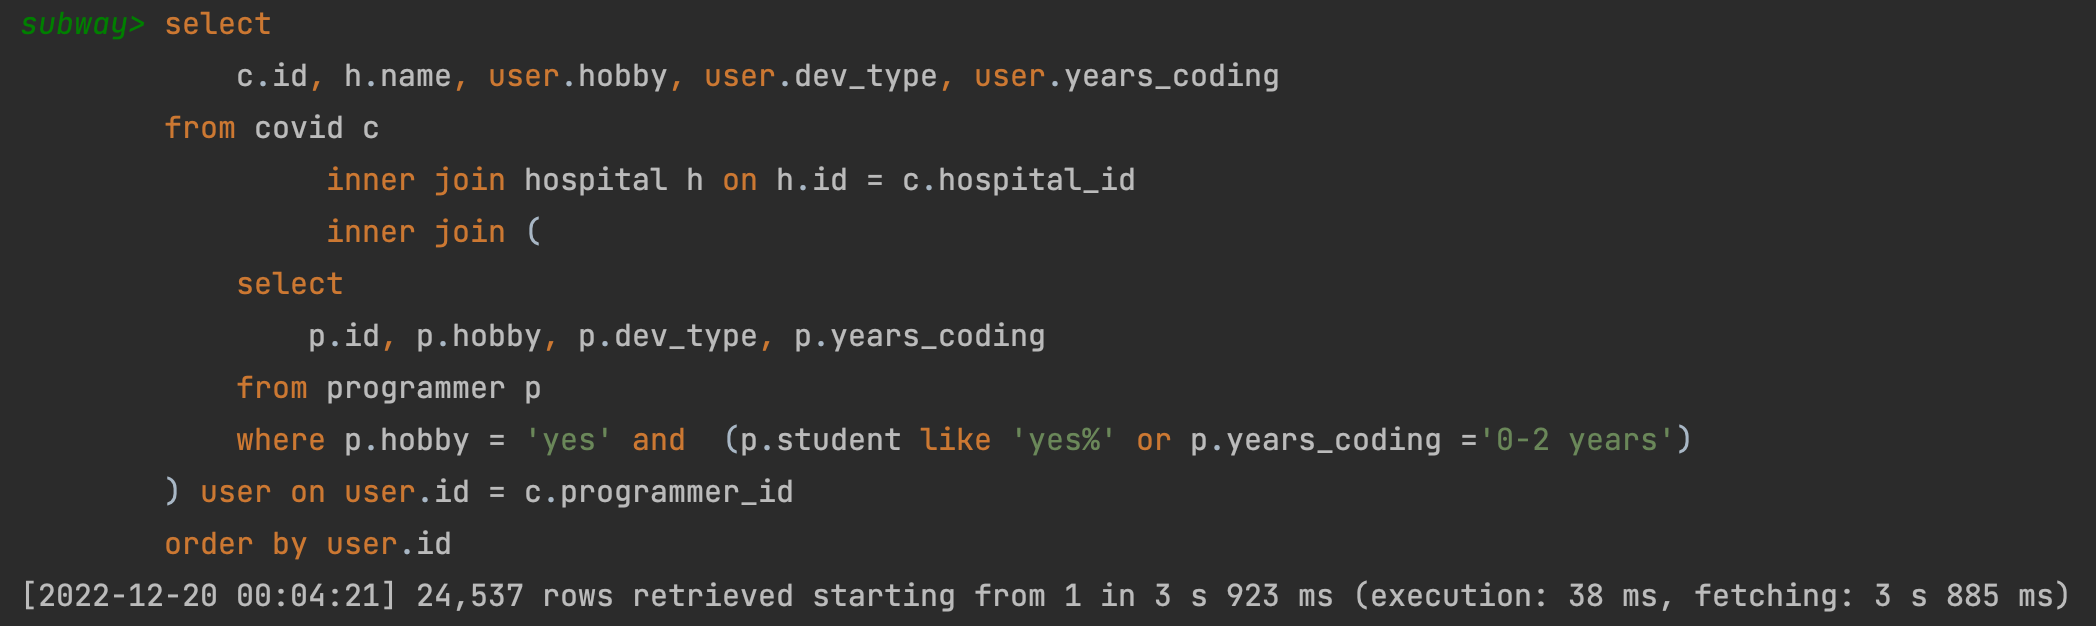 subway> select
c.id, h.name, user.hobby, user.dev_type, user.years_coding
from covid c
inner join hospital h on h.id = c.hospital_id
inner join (
select
p.id, p.hobby, p.dev_type, p.years_coding
from programmer p
where p.hobby = 'yes' and  (p.student like 'yes%' or p.years_coding ='0-2 years')
) user on user.id = c.programmer_id
order by user.id
[2022-12-20 00:04:21] 24,537 rows retrieved starting from 1 in 3 s 923 ms (execution: 38 ms, fetching: 3 s 885 ms)